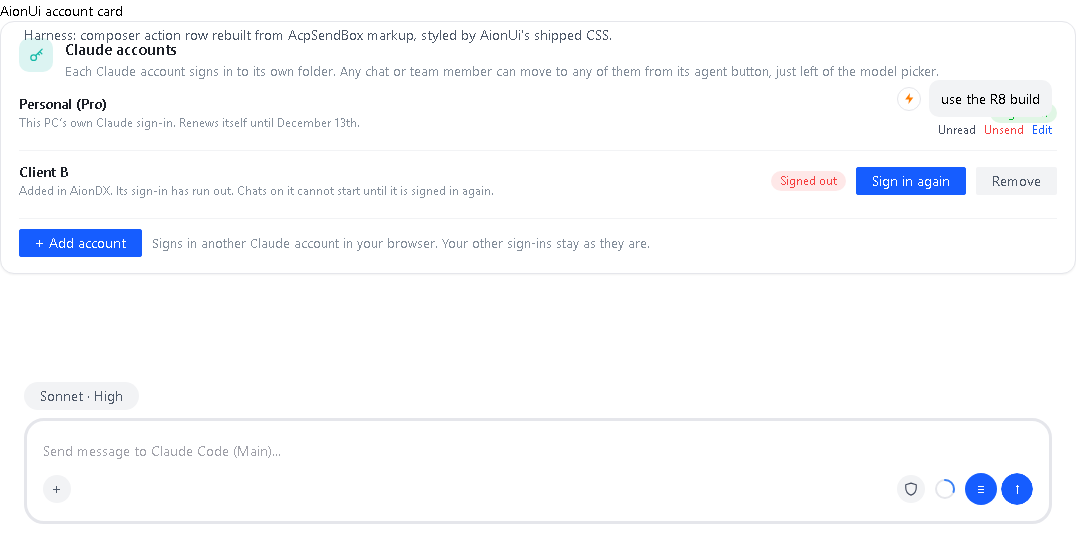 AionUi account card
Harness: composer action row rebuilt from AcpSendBox markup, styled by AionUi's shipped CSS.
Claude accounts
Each Claude account signs in to its own folder. Any chat or team member can move to any of them from its agent button, just left of the model picker.
Personal (Pro)
This PC's own Claude sign-in. Renews itself until December 13th.
use the R8 build
Unread Unsend Edit
Client B
Added in AionDX. Its sign-in has run out. Chats on it cannot start until it is signed in again.
Signed out
Sign in again
Remove
+ Add account
Signs in another Claude account in your browser. Your other sign-ins stay as they are.
Sonnet · High
Send message to Claude Code (Main)...